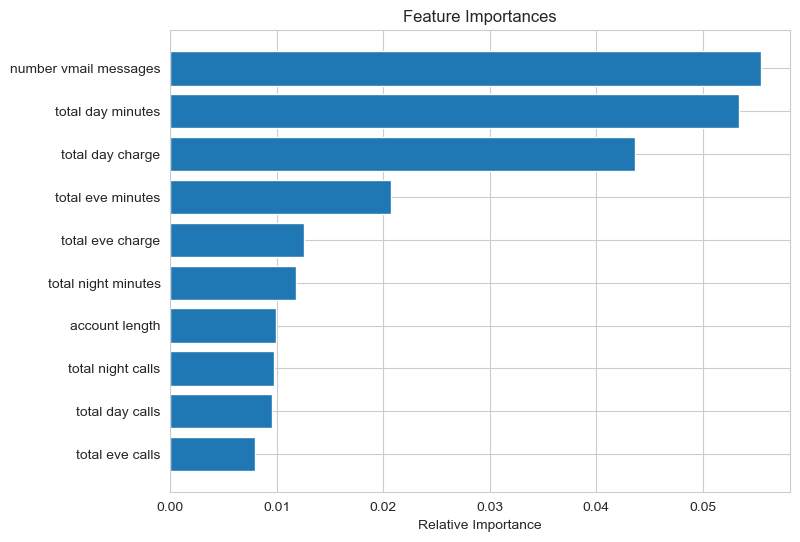 Feature Importances
number vmail messages
total day minutes
total day charge
total eve minutes
total eve charge
total night minutes
account length
total night calls
total day calls
total eve calls
0.00 0.01 0.02 0.03 0.04 0.05
Relative Importance